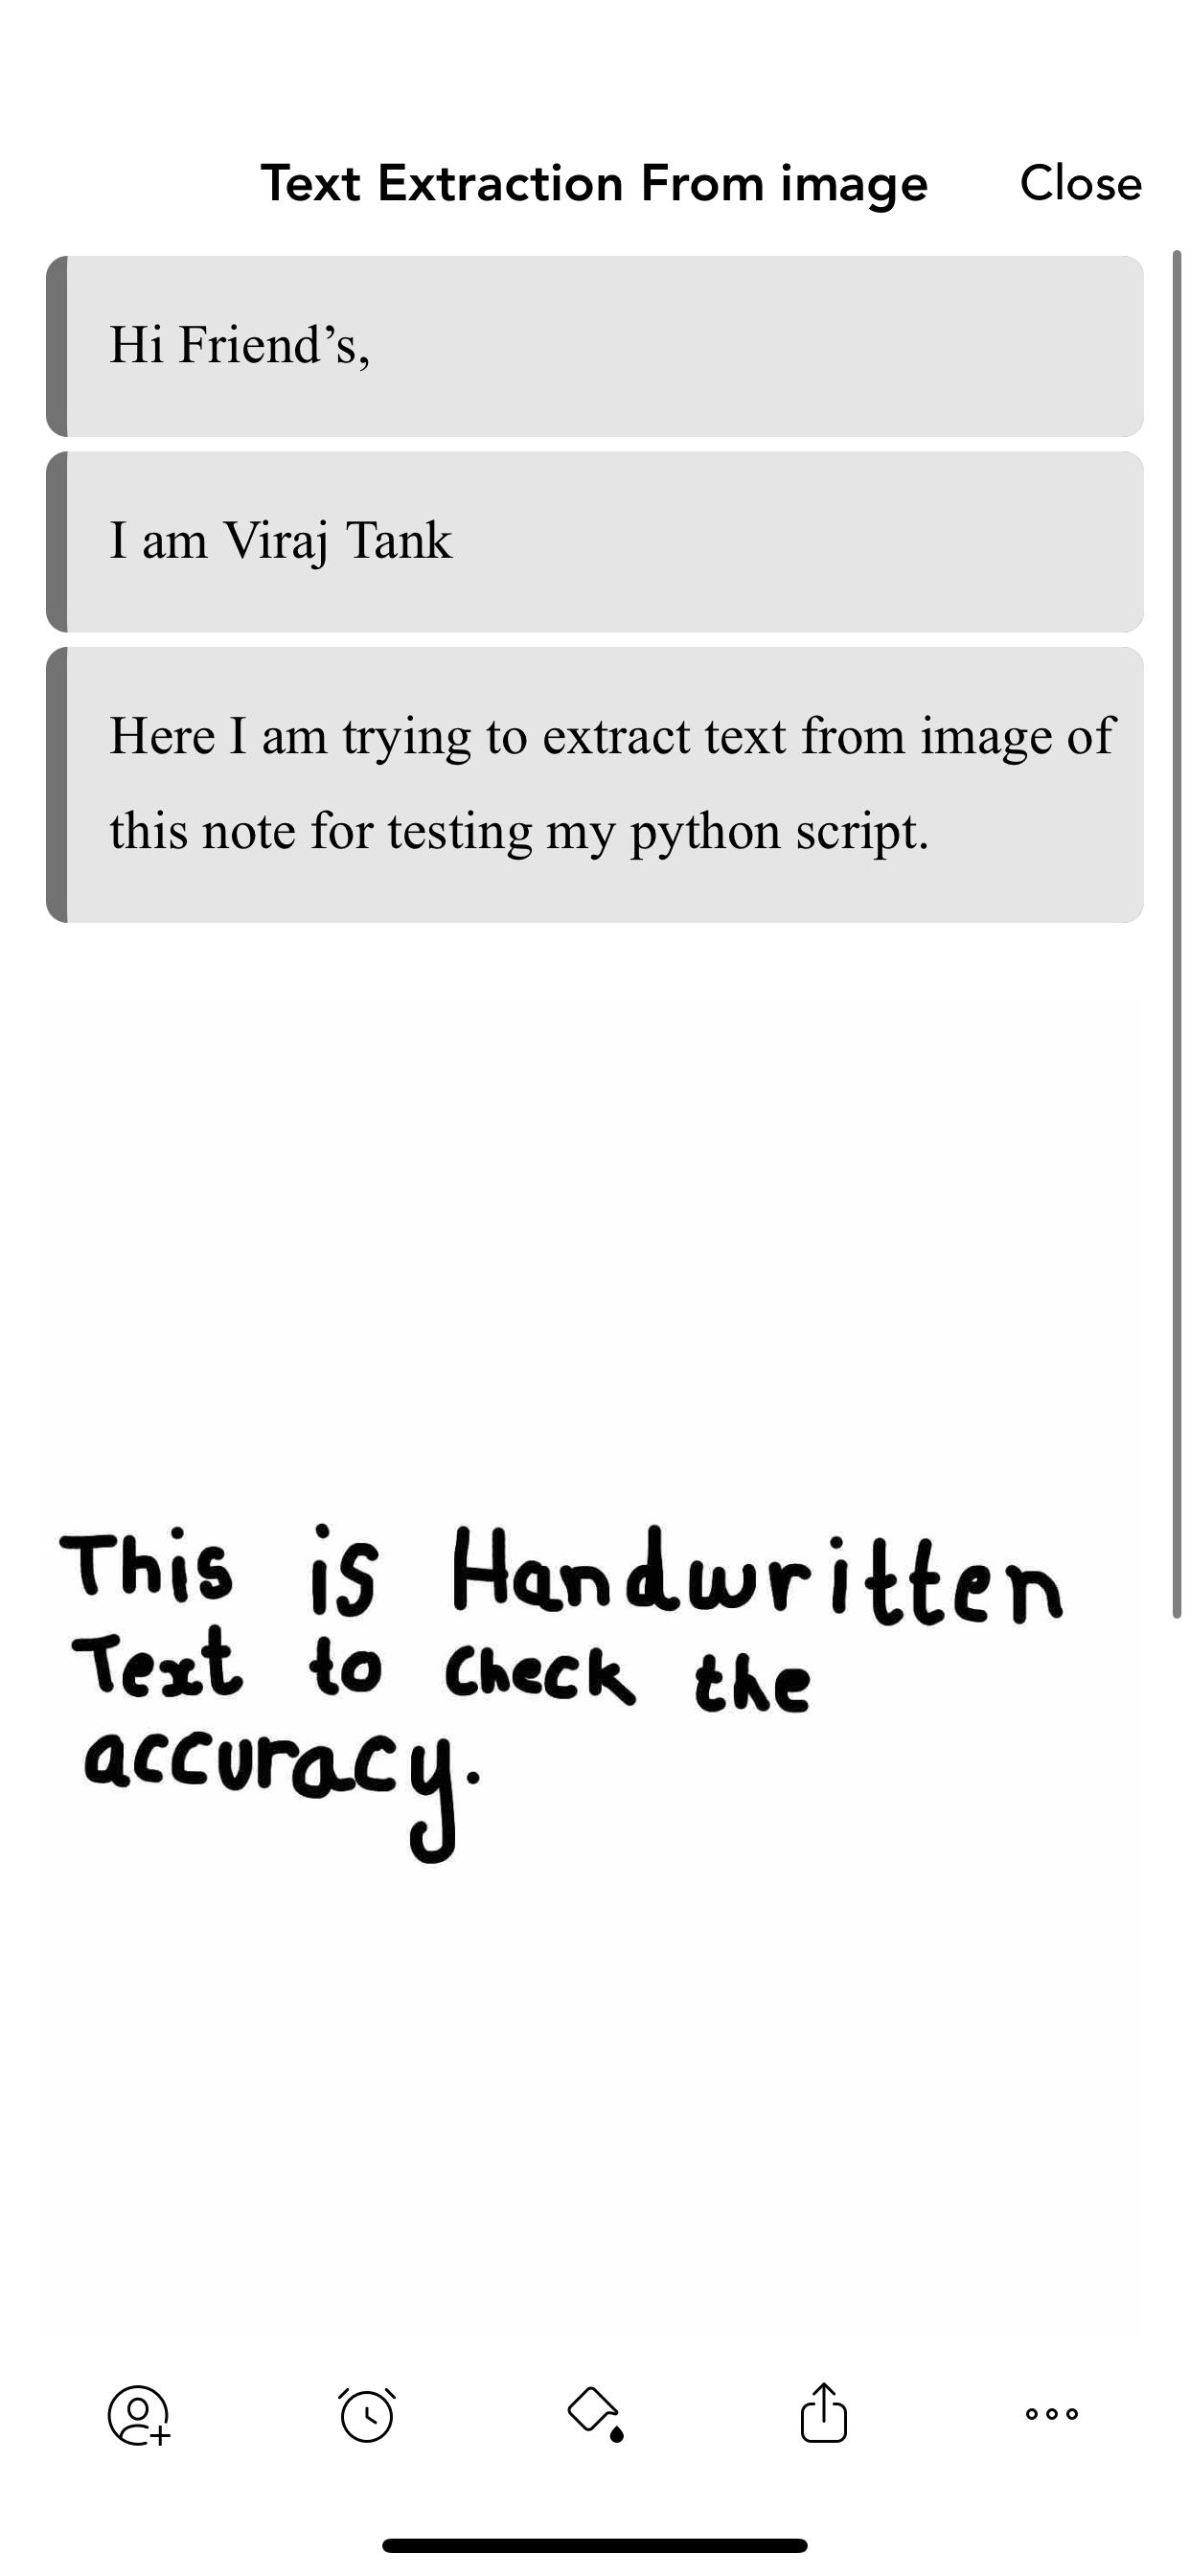 Text Extraction From image Close
Hi Friend’s,
I am Viraj Tank
Here I am trying to extract text from image of
this note for testing my python script.
This is Handwritten
Text to check the
accuracy.